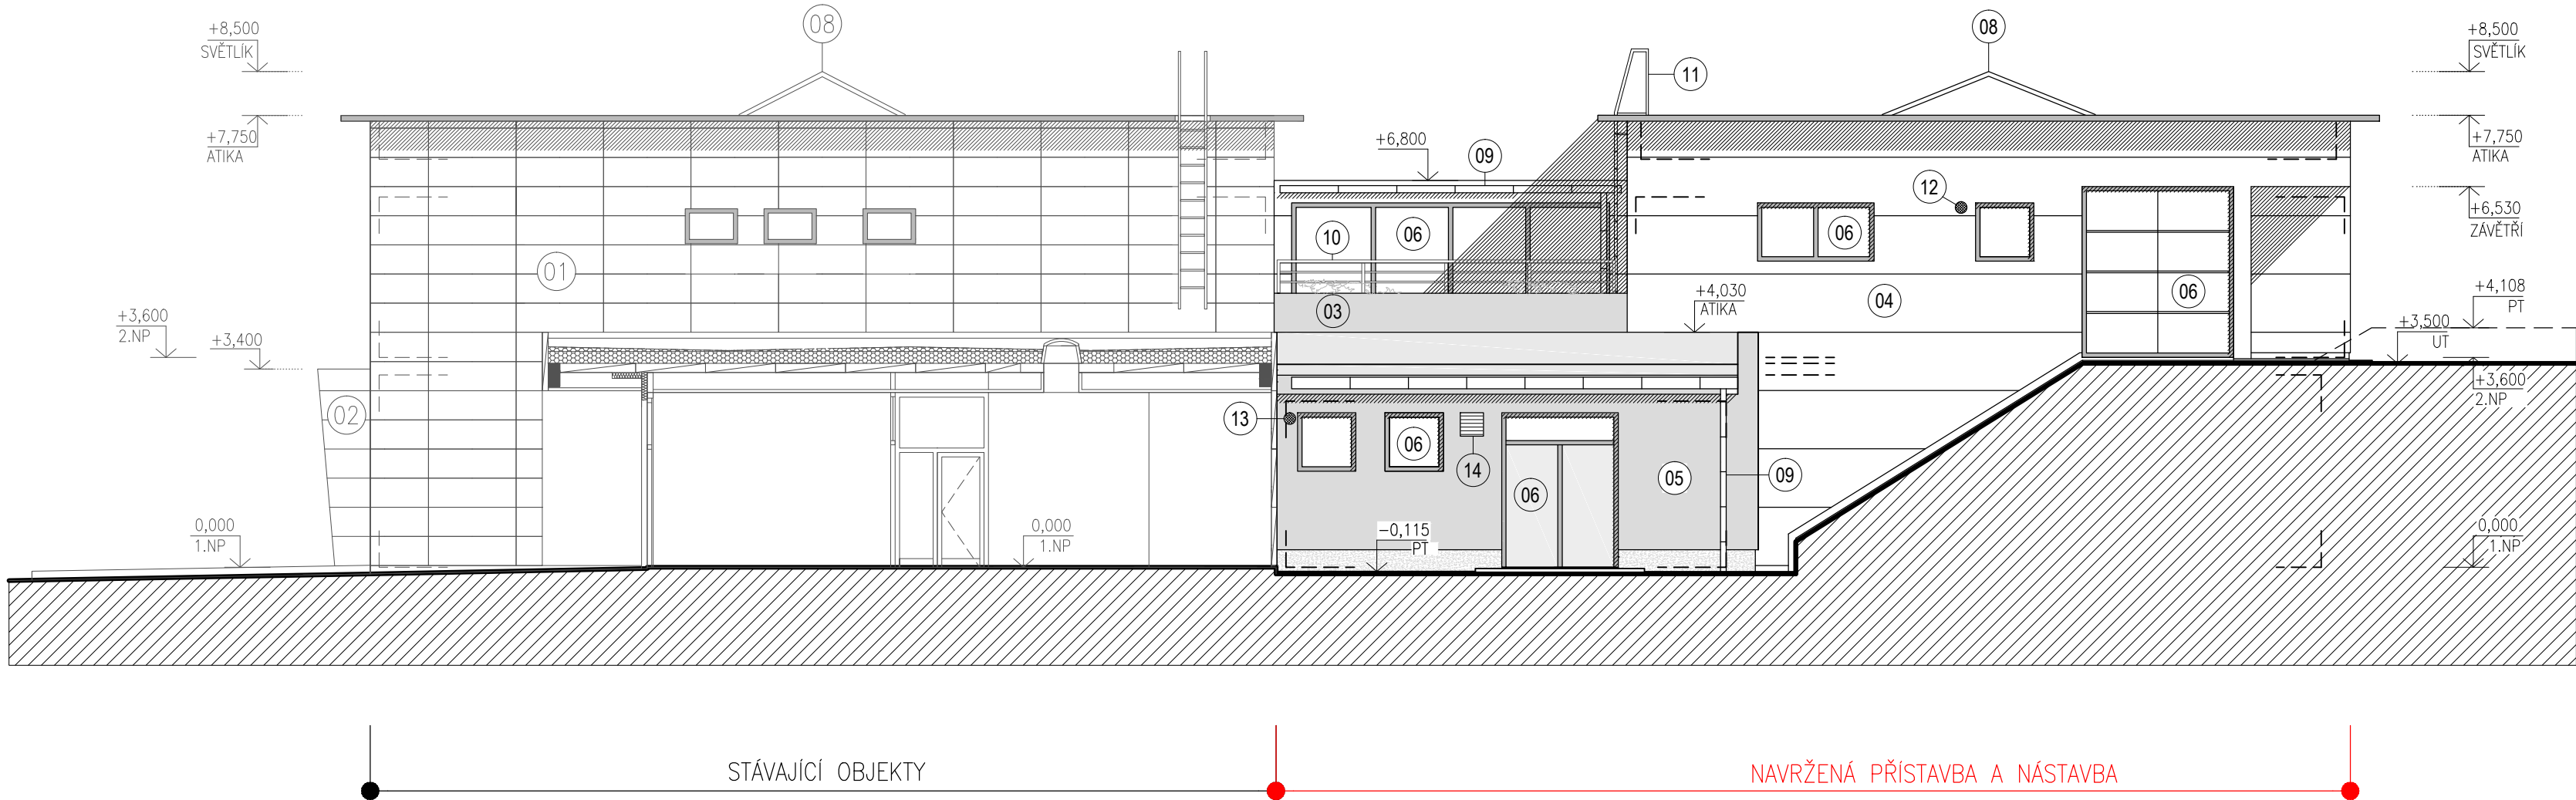 +8,500
SVĚTLÍK
08
08
+8,500
SVĚTLÍK
11
+7,750
ATIKA
+6,800
09
+7,750
ATIKA
12
+6,530
ZÁVĚTŘÍ
10
06
06
01
06
04
03
+4,030
ATIKA
+4,108
PT
+3,600
2.NP
+3,400
+3,500
UT
+3,600
2.NP
02
13
06
14
05
09
06
0,000
1.NP
0,000
1.NP
-0,115
PT
0,000
1.NP
STÁVAJÍCÍ OBJEKTY
NAVRŽENÁ PŘÍSTAVBA A NÁSTAVBA